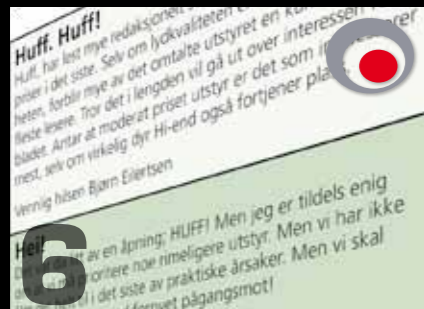 Huff. Huff!
Huff, har lest mye redaksjonelt
priser i det siste. Selv om lydkvaliteten
heten, forblir mye av det omtalte utstyret en
fleste lesere. Tror det i lengden vil gå ut over interessen
bladet. Antar at moderat priset utstyr er det som
mest, selv om virkelig dyr Hi-end også fortjener plass.
Vennlig hilsen Bjørn Eilertsen
Hei!
av en åpning; HUFF! Men jeg er tildels enig
prioritere noe rimeligere utstyr. Men vi har ikke
i det siste av praktiske årsaker. Men vi skal
fornyet pågangsmot!
6